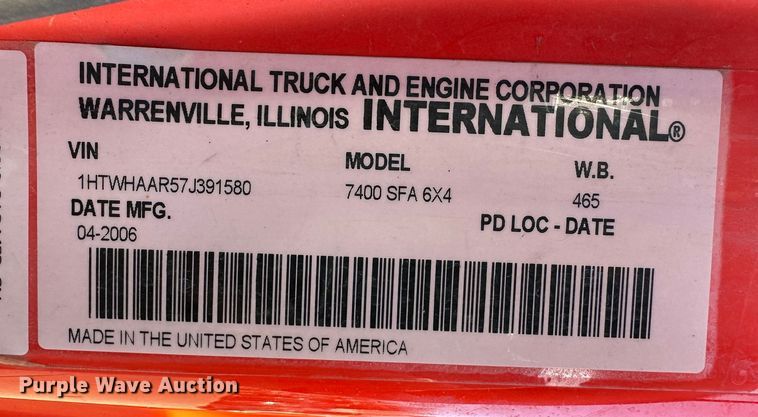 INTERNATIONAL TRUCK AND ENGINE CORPORATION
WARRENVILLE, ILLINOIS INTERNATIONAL®
VIN MODEL W.B.
1HTWHAAR57J391580 7400 SFA 6X4 465
DATE MFG. PD LOC - DATE
04-2006
MADE IN THE UNITED STATES OF AMERICA
Purple Wave Auction